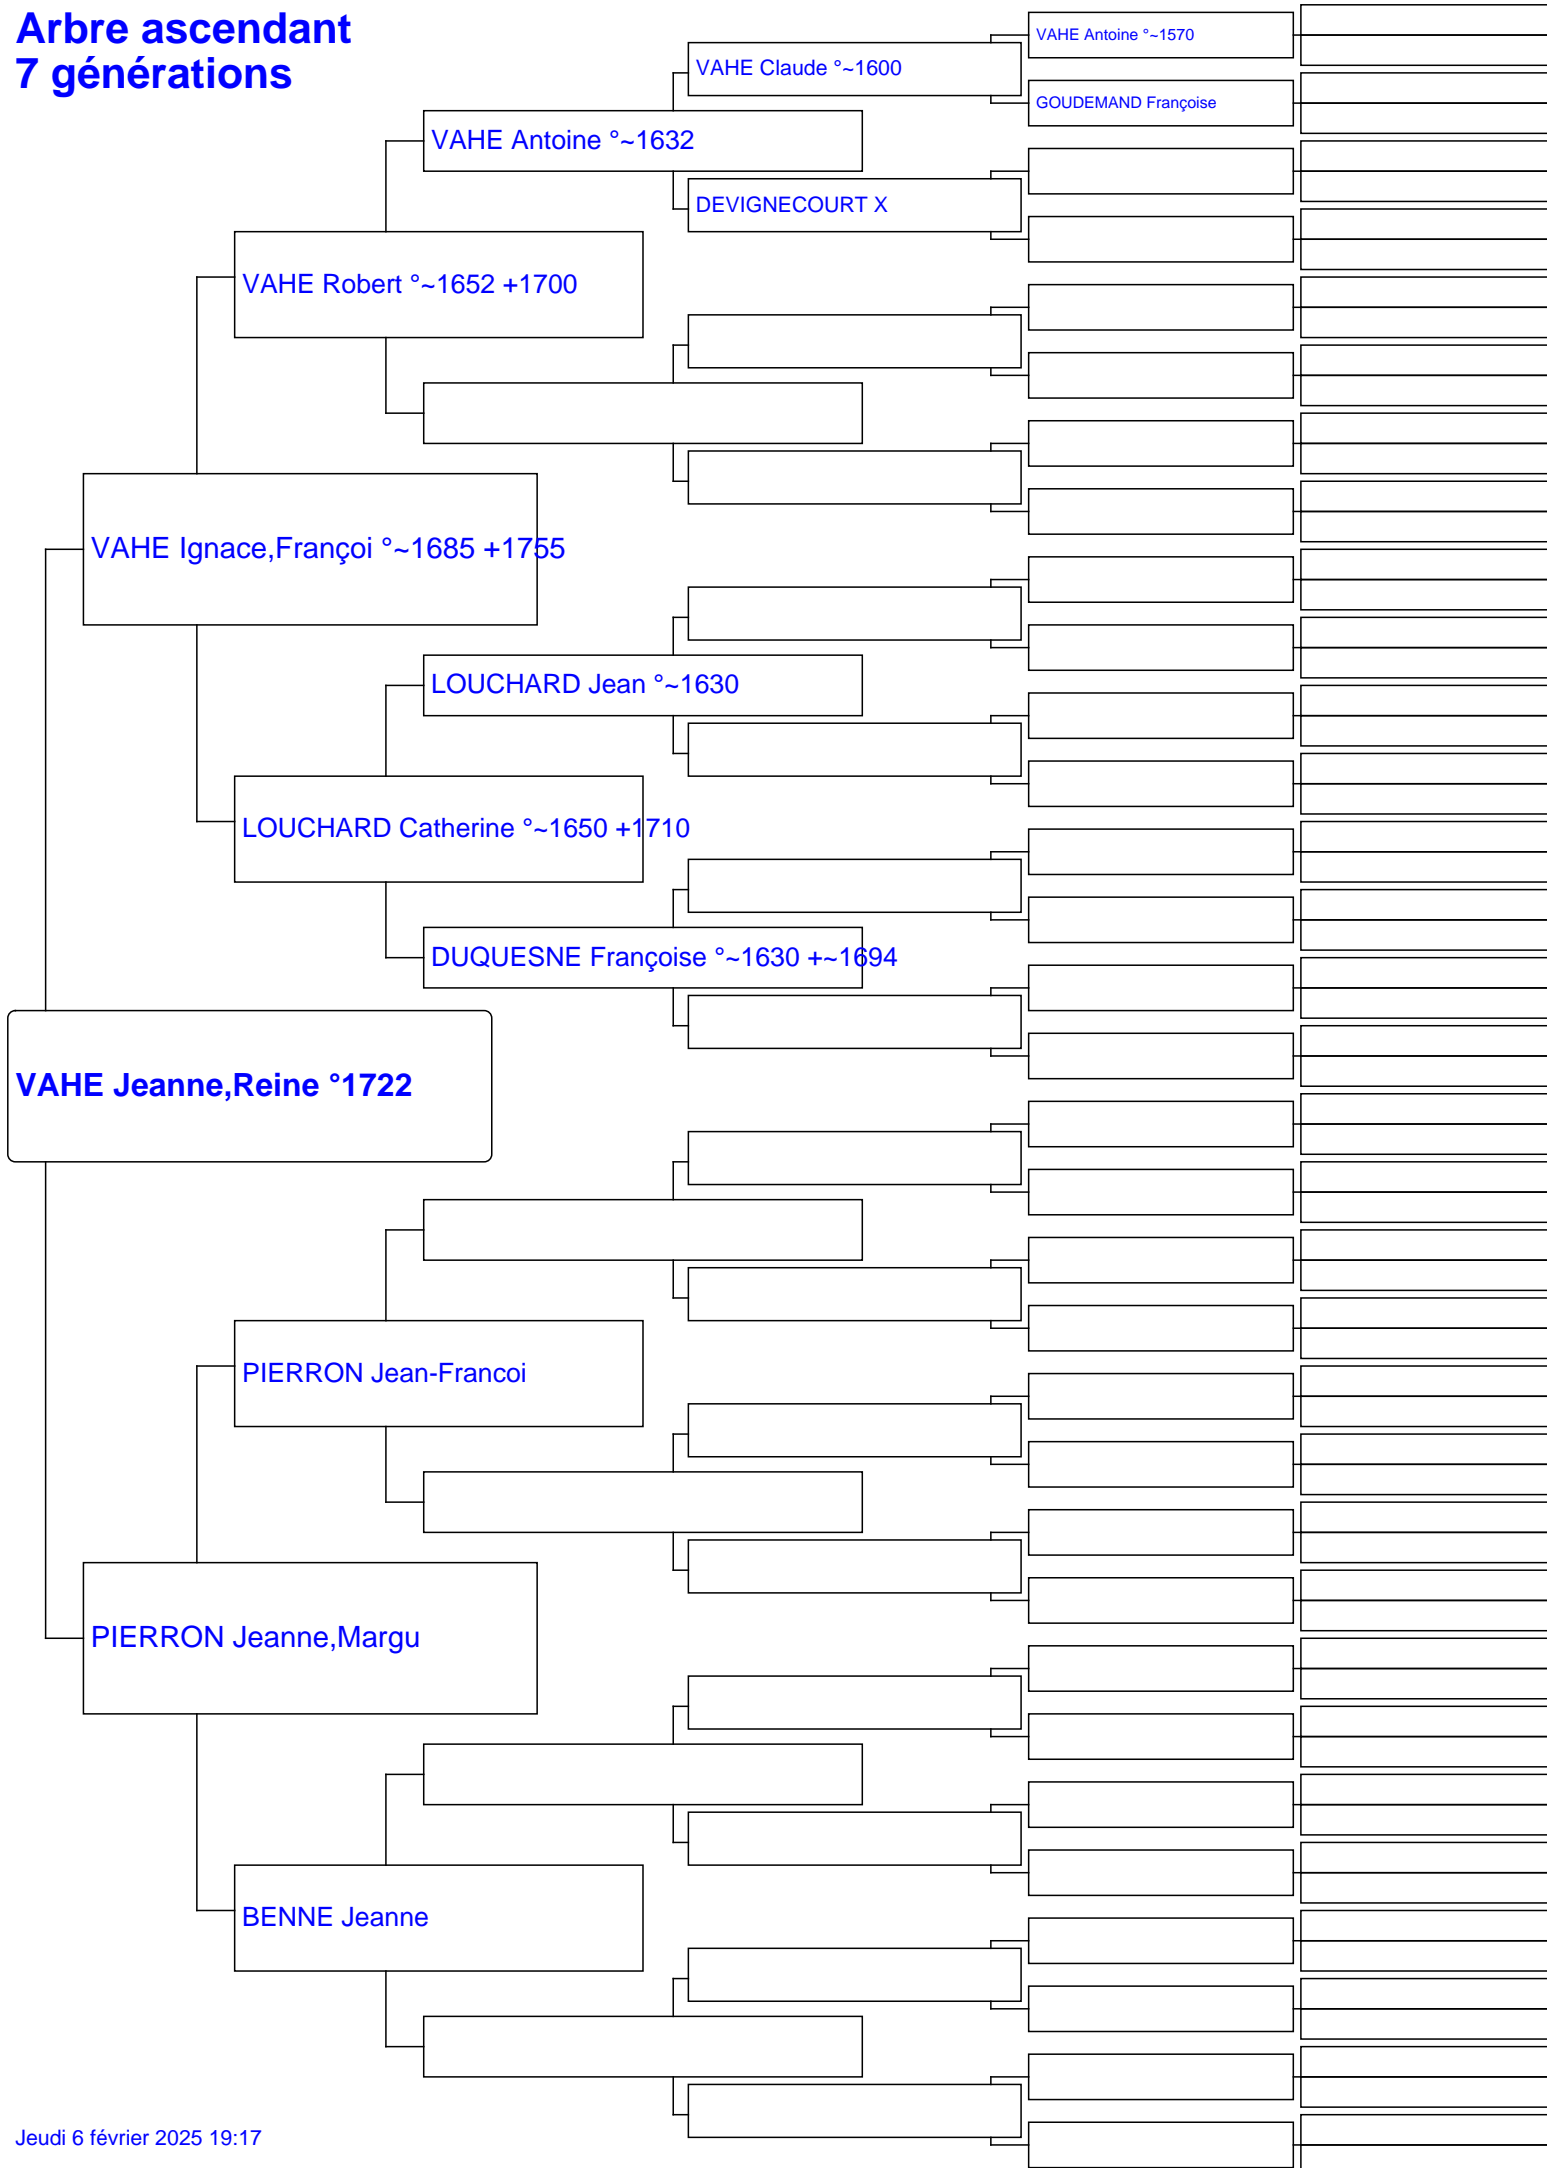 Arbre ascendant
7 générations
VAHE Antoine °~1570
VAHE Claude °~1600
GOUDEMAND Françoise
VAHE Antoine °~1632
DEVIGNECOURT X
VAHE Robert °~1652 +1700
VAHE Ignace,Françoi °~1685 +1755
LOUCHARD Jean °~1630
LOUCHARD Catherine °~1650 +1710
DUQUESNE Françoise °~1630 +~1694
VAHE Jeanne,Reine °1722
PIERRON Jean-Francoi
PIERRON Jeanne,Margu
BENNE Jeanne
Jeudi 6 février 2025 19:17